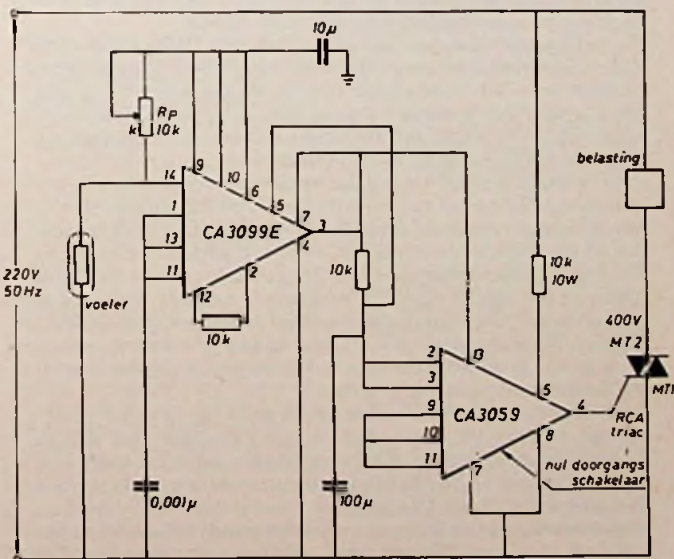 10µ
RP
k 10k
9
10
6
5
7
14
1
13
11
12
2
4
3
CA3099E
10k
220V
50Hz
voeler
10k
10k
10W
belasting
400V
MT2
MT1
RCA
triac
2
3
9
10
11
13
5
4
8
7
CA3059
nul doorgangs
schakelaar
0,001µ
100µ